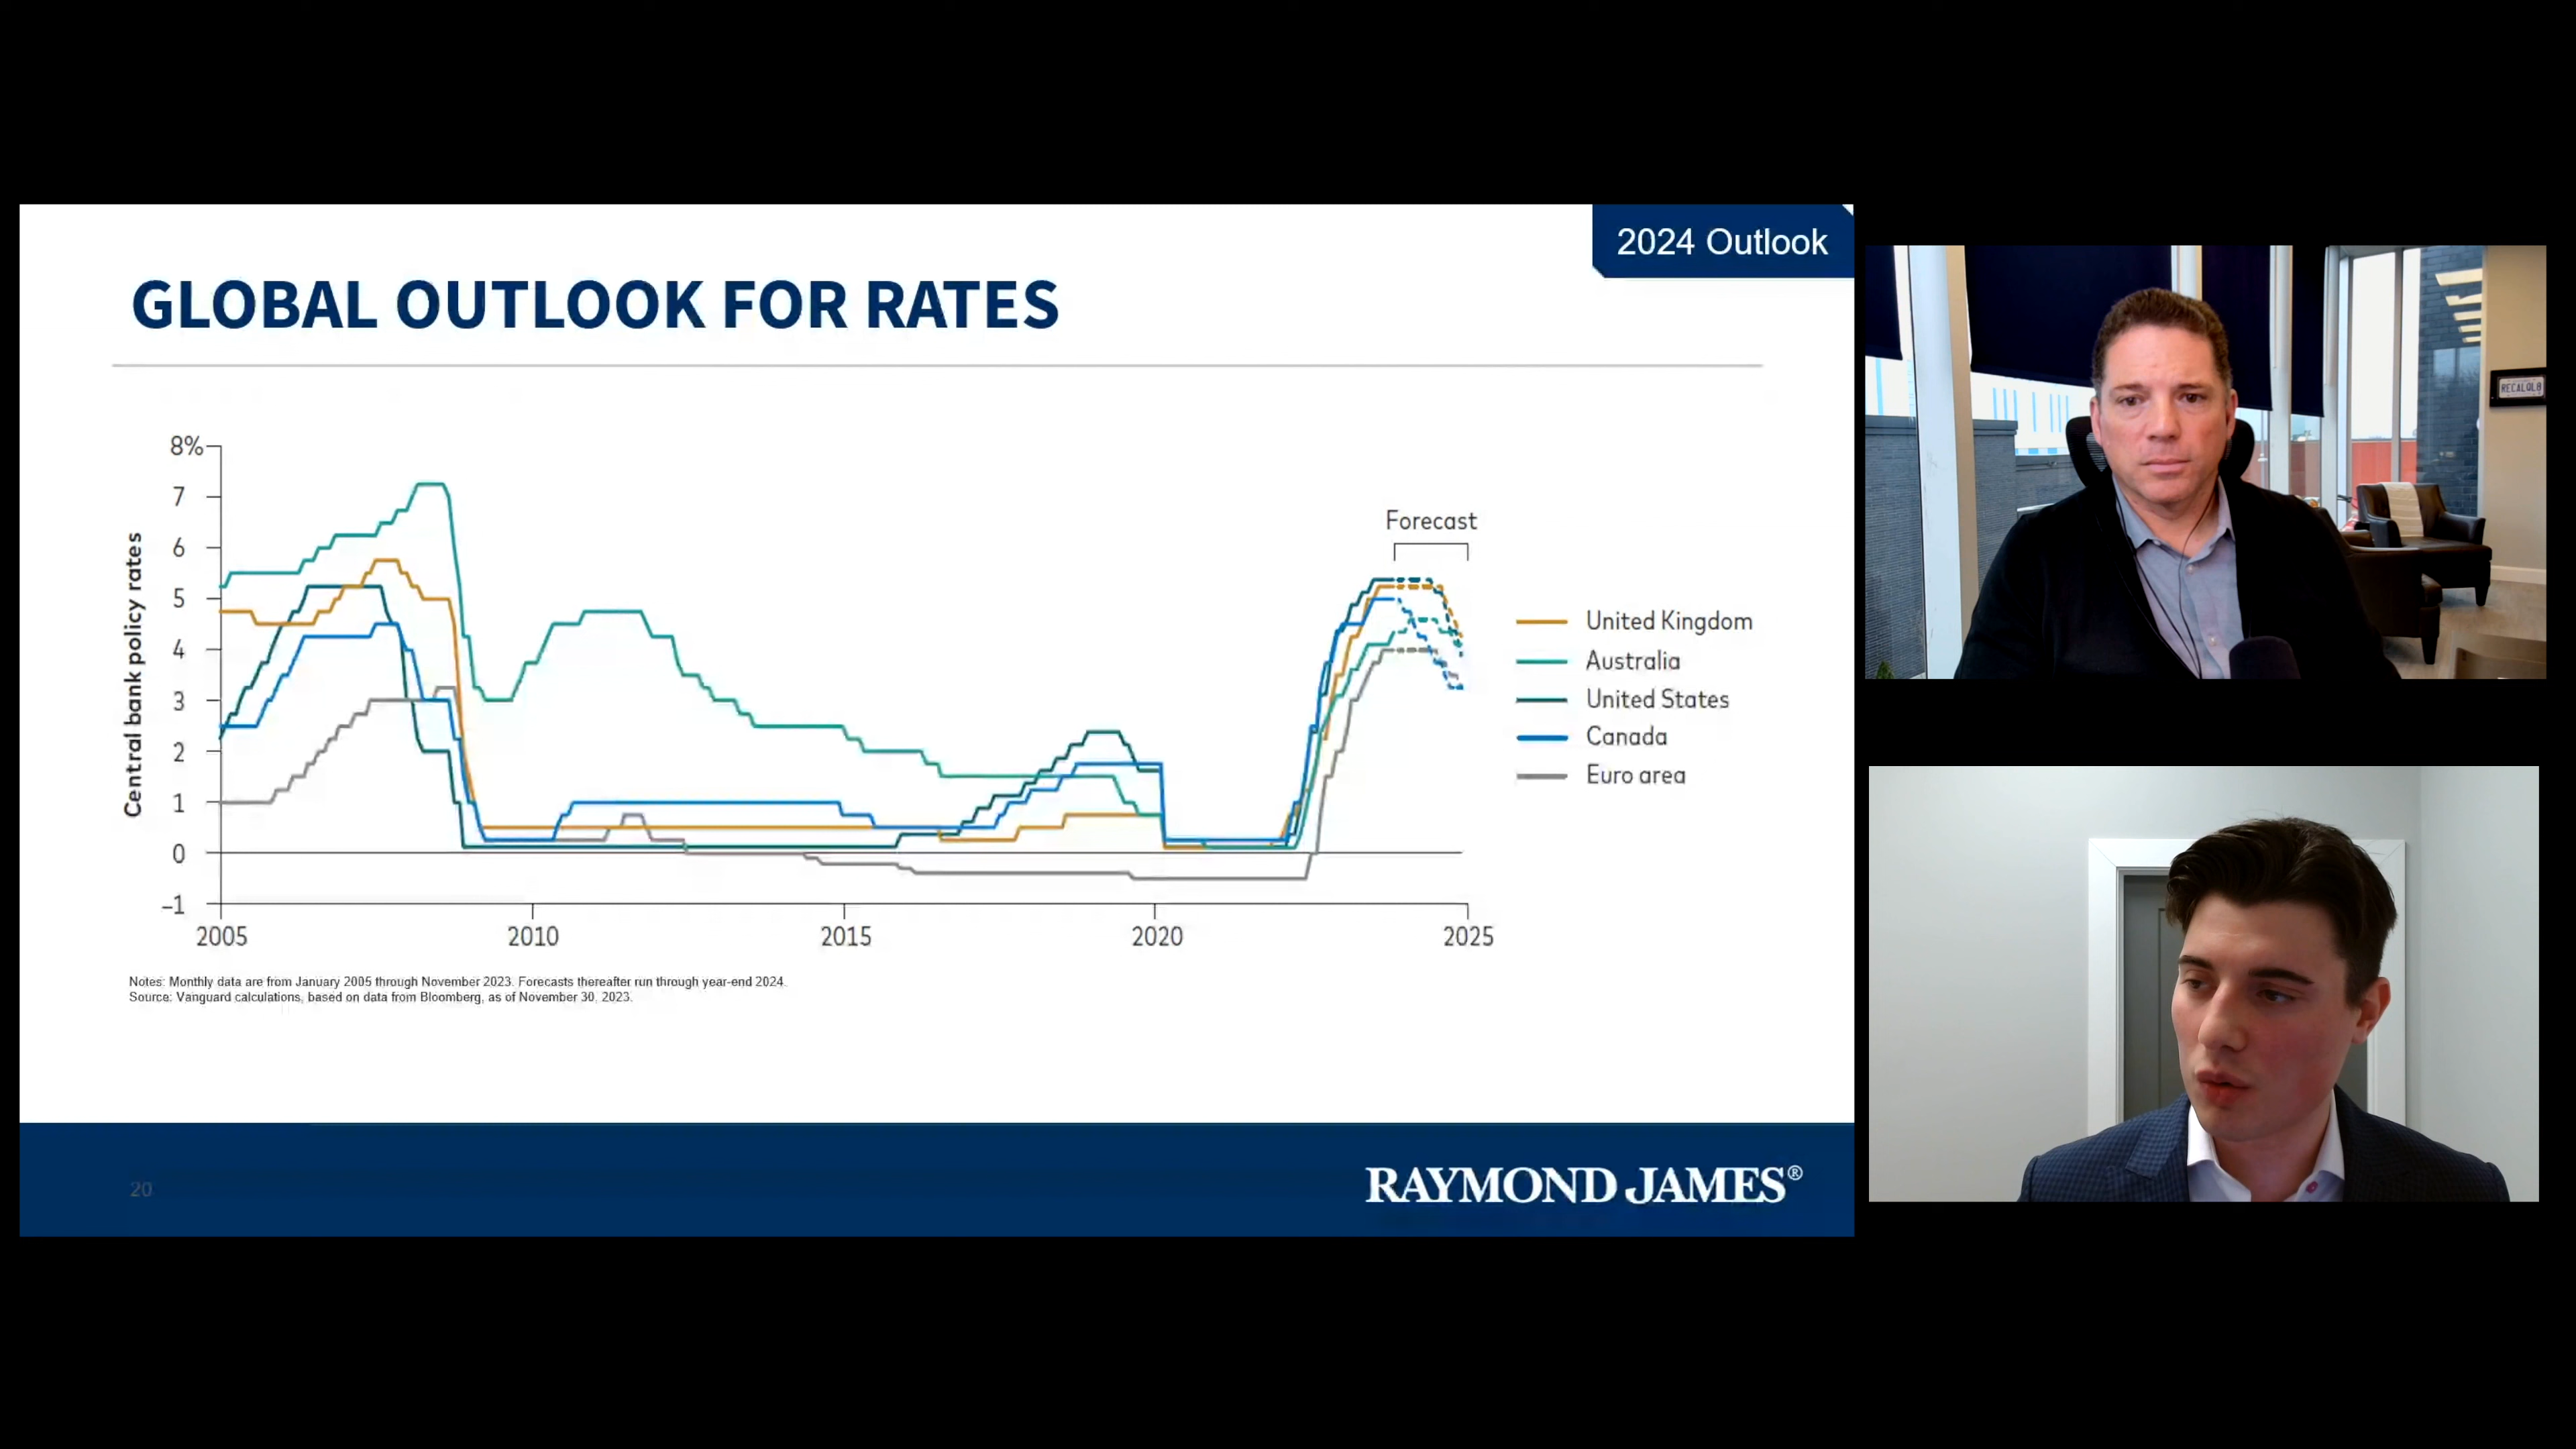 2024 Outlook
GLOBAL OUTLOOK FOR RATES
8%
7
6
5
4
3
2
1
0
–1
Central bank policy rates
2005
2010
2015
2020
2025
Forecast
United Kingdom
Australia
United States
Canada
Euro area
Notes: Monthly data are from January 2005 through November 2023. Forecasts thereafter run through year-end 2024.
Source: Vanguard calculations, based on data from Bloomberg, as of November 30, 2023.
20
RAYMOND JAMES®